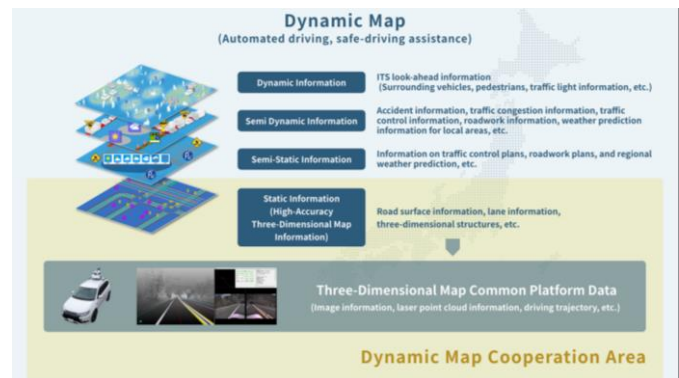 Dynamic Map
(Automated driving, safe-driving assistance)
Dynamic Information
ITS look-ahead information
(Surrounding vehicles, pedestrians, traffic light information, etc.)
Semi Dynamic Information
Accident information, traffic congestion information, traffic
control information, roadwork information, weather prediction
information for local areas, etc.
Semi-Static Information
Information on traffic control plans, roadwork plans, and regional
weather prediction, etc.
Static Information
(High-Accuracy
Three-Dimensional Map
Information)
Road surface information, lane information,
three-dimensional structures, etc.
Three-Dimensional Map Common Platform Data
(Image information, laser point cloud information, driving trajectory, etc.)
Dynamic Map Cooperation Area